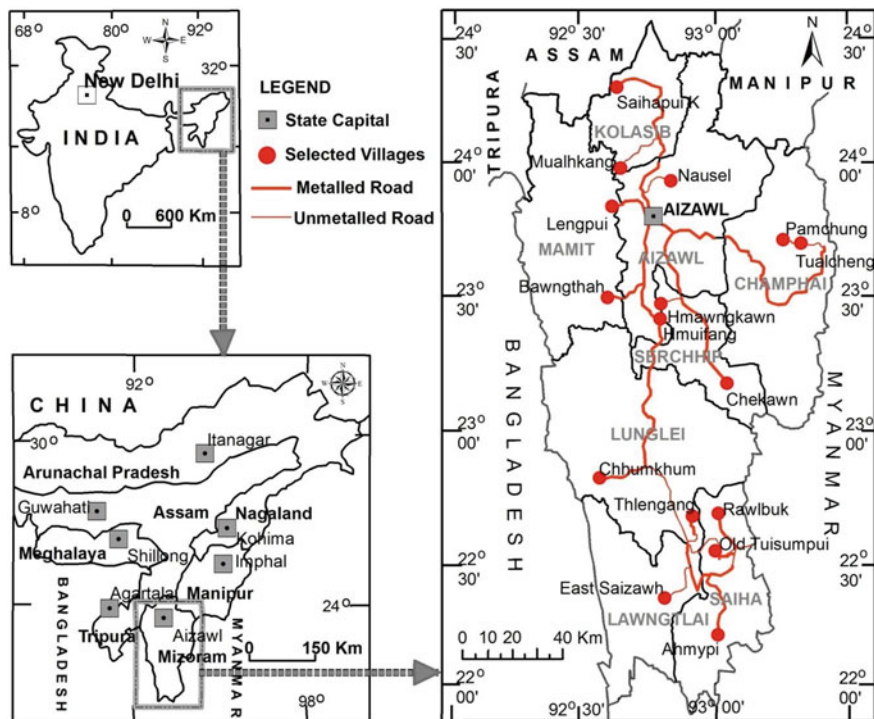 68° 80° 92°
N
W E
S
32°
New Delhi
INDIA
8°
0 600 Km
LEGEND
State Capital
Selected Villages
Metalled Road
Unmetalled Road
92°
N
W E
S
CHINA
30°
Itanagar
Arunachal Pradesh
Guwahati
Assam
Nagaland
Kohima
Meghalaya
Shillong
Imphal
Agartala
Manipur
24°
BANGLADESH
Tripura
Aizawl
Mizoram
MYANMAR
0 150 Km
98°
92° 30' 93° 00'
24° 30'
24° 30'
ASSAM
N
MANIPUR
TRIPURA
Saihapui K
KOLASIB
24° 00'
24° 00'
Mualhkang
Nausel
Lengpui
AIZAWL
Pamchung
MAMIT
AIZAWL
Tualcheng
CHAMPHAI
Bawngthah
23° 30'
23° 30'
Hmawngkawn
Hmuifang
SERCHHIP
BANGLADESH
MYANMAR
Chekawn
23° 00'
23° 00'
LUNGLEI
Chhumkhum
Thlengang
Rawlbuk
Old Tuisumpui
22° 30'
22° 30'
East Saizawh
SAIHA
LAWNGTLAI
0 10 20 40 Km
Ahmypi
22° 00'
22° 00'
92° 30' 93° 00'